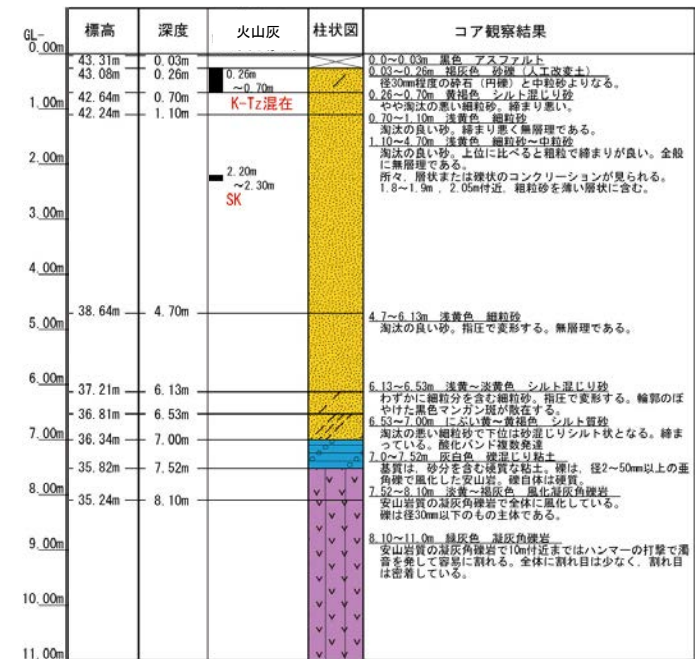 GL-
標高 深度 火山灰 柱状図 コア観察結果
0.00m
43.31m 0.03m
43.08m 0.26m
42.64m 0.70m
42.24m 1.10m
38.64m 4.70m
37.21m 6.13m
36.81m 6.53m
36.34m 7.00m
35.82m 7.52m
35.24m 8.10m
1.00m
2.00m
3.00m
4.00m
5.00m
6.00m
7.00m
8.00m
9.00m
10.00m
11.00m
0.26m
~0.70m
K-Tz混在
2.20m
~2.30m
SK
0.0~0.03m 黒色 アスファルト
0.03~0.26m 褐灰色 砂礫（人工改変土）
径30mm程度の砕石（円礫）と中粒砂よりなる。
0.26~0.70m 黄褐色 シルト混じり砂
やや淘汰の悪い細粒砂。締まり悪い。
0.70~1.10m 浅黄色 細粒砂
淘汰の良い砂。締まり悪く無層理である。
1.10~4.70m 浅黄色 細粒砂~中粒砂
淘汰の良い砂。上位に比べると粗粒で締まりが良い。全般
に無層理である。
所々、層状または礫状のコンクリーションが見られる。
1.8~1.9m 、2.05m付近、粗粒砂を薄い層状に含む。
4.7~6.13m 浅黄色 細粒砂
淘汰の良い砂。指圧で変形する。無層理である。
6.13~6.53m 浅黄~淡黄色 シルト混じり砂
わずかに細粒分を含む細粒砂。指圧で変形する。輪郭のぼ
やけた黒色マンガン斑が散在する。
6.53~7.00m にぶい黄~黄褐色 シルト質砂
淘汰の悪い細粒砂で下位は砂混じりシルト状となる。締ま
っている。酸化バンド複数発達
7.0~7.52m 灰白色 礫混じり粘土
基質は、砂分を含む硬質な粘土。礫は、径2~50mm以上の亜
角礫で風化した安山岩。礫自体は硬質。
7.52~8.10m 淡黄~褐灰色 風化凝灰角礫岩
安山岩質の凝灰角礫岩で全体に風化している。
礫は径30mm以下のもの主体である。
8.10~11.0m 緑灰色 凝灰角礫岩
安山岩質の凝灰角礫岩で10m付近まではハンマーの打撃で濁
音を発して容易に割れる。全体に割れ目は少なく、割れ目
は密着している。